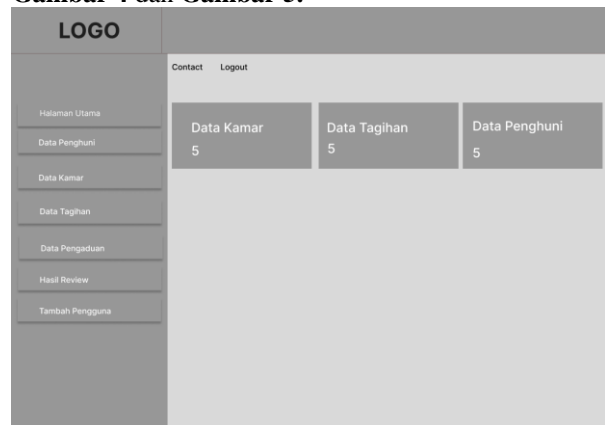 Gambar 4 dan Gambar 5.
LOGO
Contact Logout
Halaman Utama
Data Penghuni
Data Kamar
Data Tagihan
Data Pengaduan
Hasil Review
Tambah Pengguna
Data Kamar
5
Data Tagihan
5
Data Penghuni
5